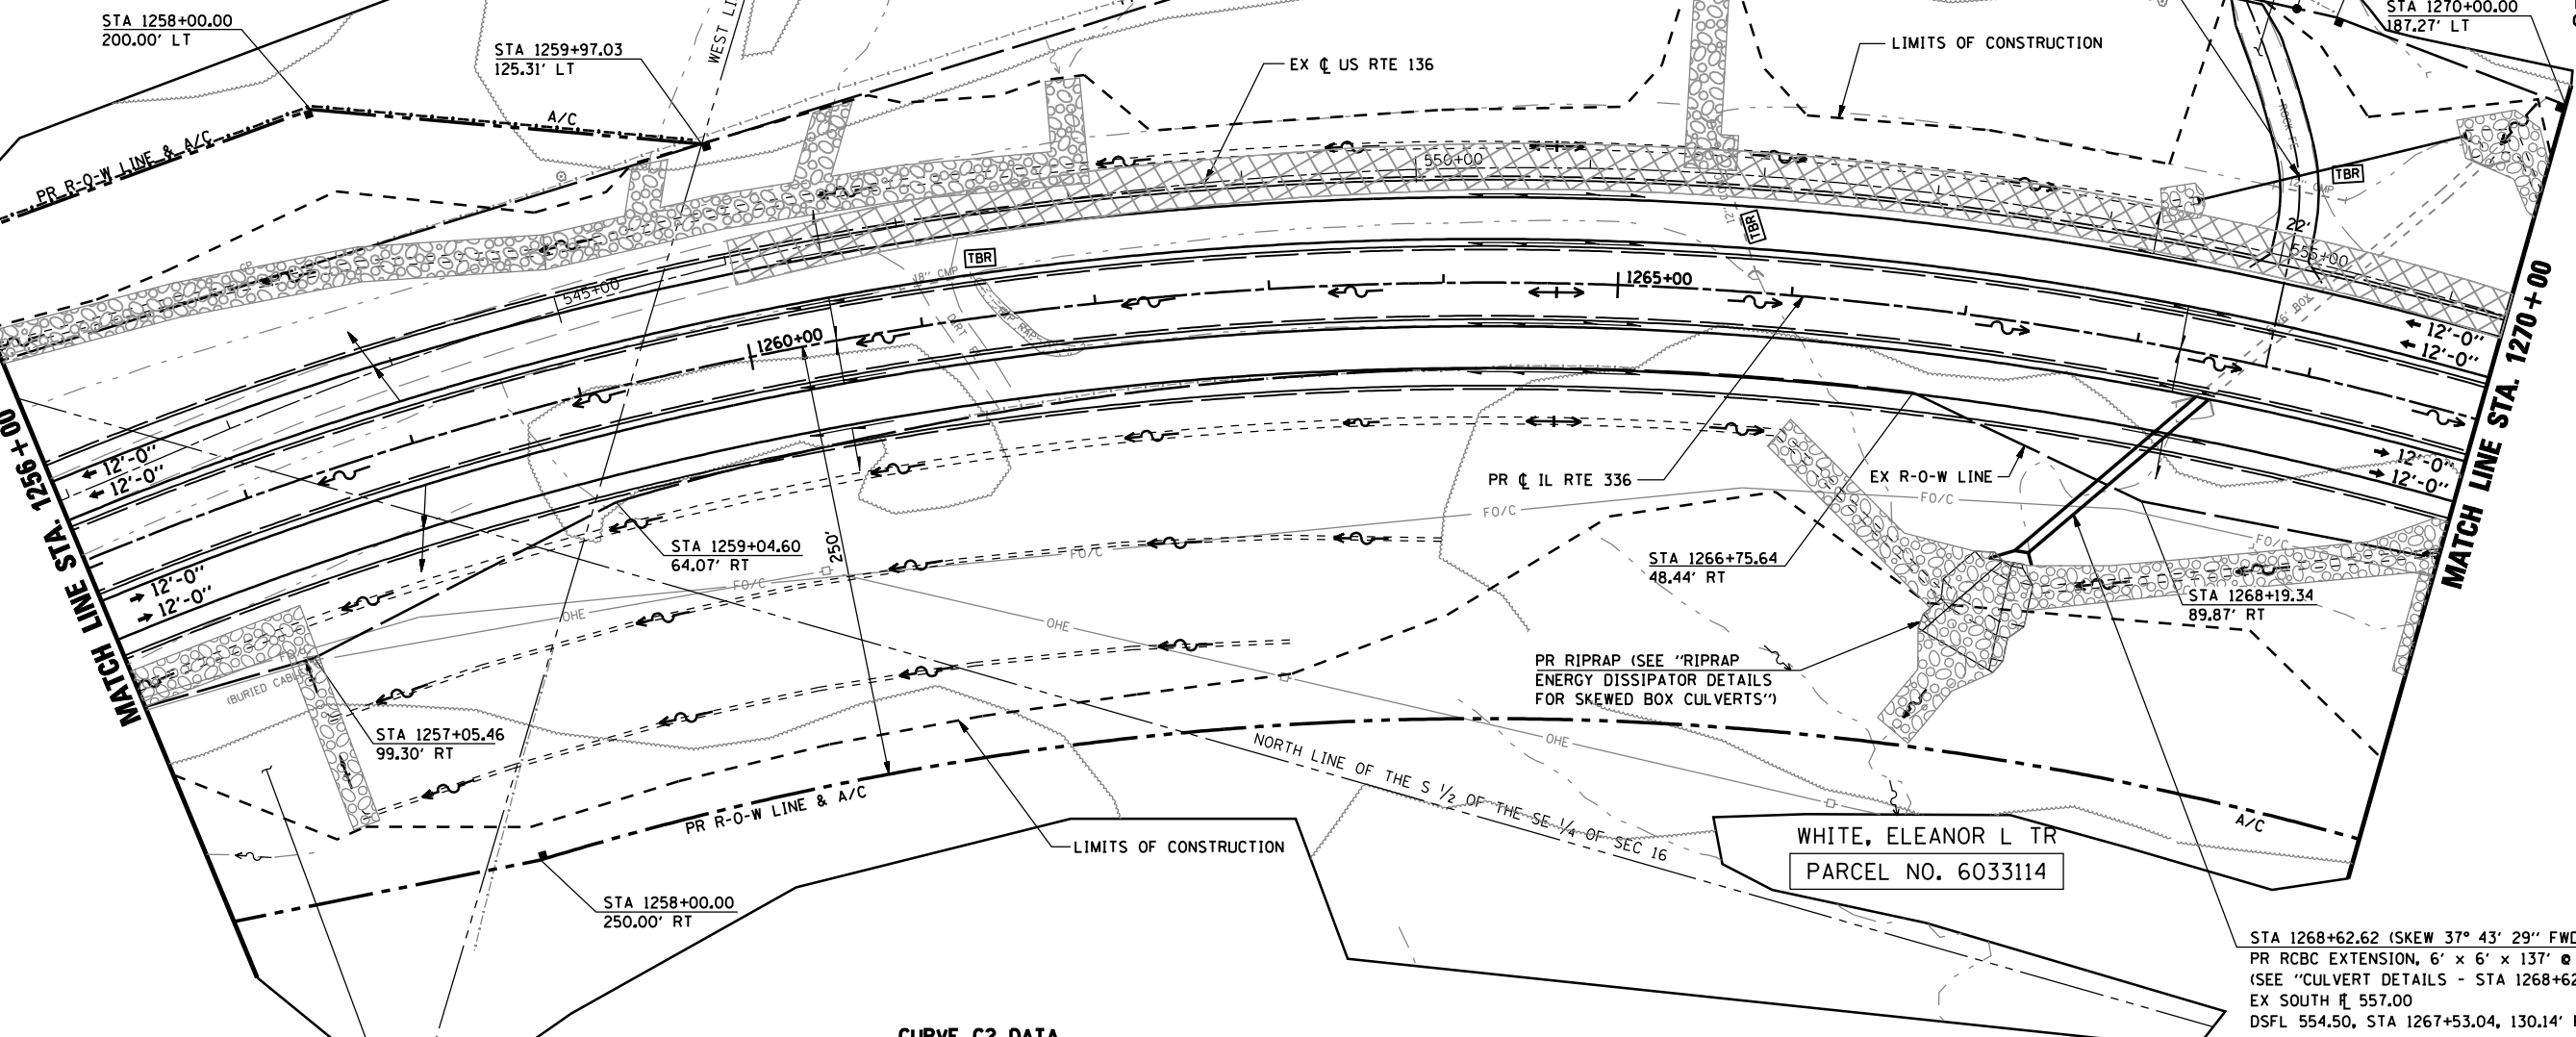 STA 1258+00.00
200.00' LT
STA 1259+97.03
125.31' LT
WEST LI
EX ℄ US RTE 136
LIMITS OF CONSTRUCTION
STA 1270+00.00
187.27' LT
PR R-O-W LINE & A/C
A/C
550+00
TBR
TBR
TBR
22'
555+00
545+00
18" CMP
12"
1260+00
1265+00
12'-0"
12'-0"
12'-0"
12'-0"
12'-0"
12'-0"
12'-0"
12'-0"
MATCH LINE STA. 1256+00
MATCH LINE STA. 1270+00
PR ℄ IL RTE 336
EX R-O-W LINE
FO/C
FO/C
FO/C
FO/C
FO/C
OHE
OHE
OHE
250'
STA 1259+04.60
64.07' RT
STA 1266+75.64
48.44' RT
STA 1268+19.34
89.87' RT
PR RIPRAP (SEE "RIPRAP
ENERGY DISSIPATOR DETAILS
FOR SKEWED BOX CULVERTS")
(BURIED CABLE)
STA 1257+05.46
99.30' RT
PR R-O-W LINE & A/C
NORTH LINE OF THE S ½ OF THE SE ¼ OF SEC 16
A/C
LIMITS OF CONSTRUCTION
WHITE, ELEANOR L TR
PARCEL NO. 6033114
STA 1258+00.00
250.00' RT
STA 1268+62.62 (SKEW 37° 43' 29" FWD
PR RCBC EXTENSION, 6' x 6' x 137' @
(SEE "CULVERT DETAILS - STA 1268+62
EX SOUTH ℄ 557.00
DSFL 554.50, STA 1267+53.04, 130.14'
CURVE C2 DATA